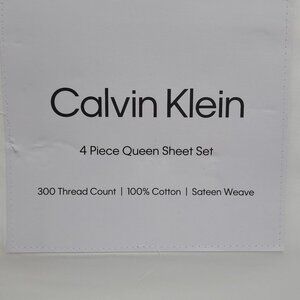 Calvin Klein
4 Piece Queen Sheet Set
300 Thread Count | 100% Cotton | Sateen Weave